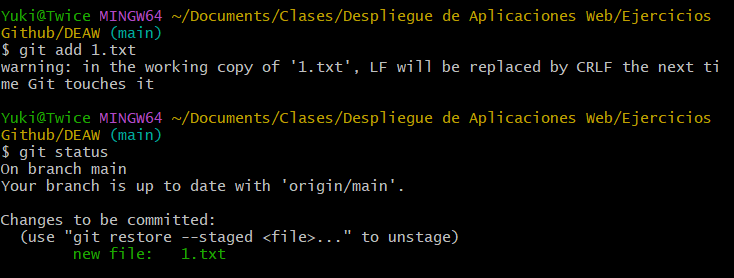 Yuki@Twice MINGW64 ~/Documents/Clases/Despliegue de Aplicaciones Web/Ejercicios
Github/DEAW (main)
$ git add 1.txt
warning: in the working copy of '1.txt', LF will be replaced by CRLF the next ti
me Git touches it
Yuki@Twice MINGW64 ~/Documents/Clases/Despliegue de Aplicaciones Web/Ejercicios
Github/DEAW (main)
$ git status
On branch main
Your branch is up to date with 'origin/main'.
Changes to be committed:
  (use "git restore --staged <file>..." to unstage)
        new file:   1.txt